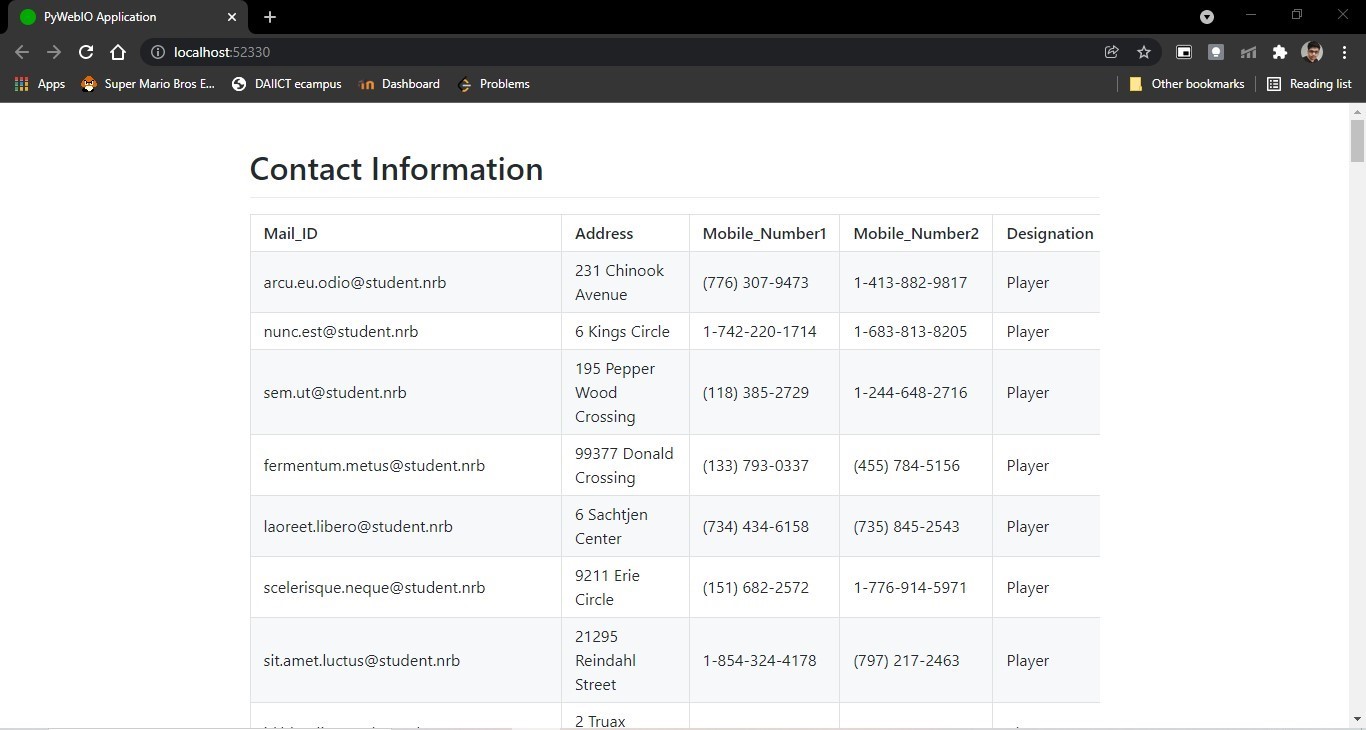 PyWebIO Application
localhost:52330
Apps
Super Mario Bros E...
DAIICT ecampus
Dashboard
Problems
Other bookmarks
Reading list
Contact Information
Mail_ID Address Mobile_Number1 Mobile_Number2 Designation
arcu.eu.odio@student.nrb 231 Chinook Avenue (776) 307-9473 1-413-882-9817 Player
nunc.est@student.nrb 6 Kings Circle 1-742-220-1714 1-683-813-8205 Player
sem.ut@student.nrb 195 Pepper Wood Crossing (118) 385-2729 1-244-648-2716 Player
fermentum.metus@student.nrb 99377 Donald Crossing (133) 793-0337 (455) 784-5156 Player
laoreet.libero@student.nrb 6 Sachtjen Center (734) 434-6158 (735) 845-2543 Player
scelerisque.neque@student.nrb 9211 Erie Circle (151) 682-2572 1-776-914-5971 Player
sit.amet.luctus@student.nrb 21295 Reindahl Street 1-854-324-4178 (797) 217-2463 Player
2 Truax